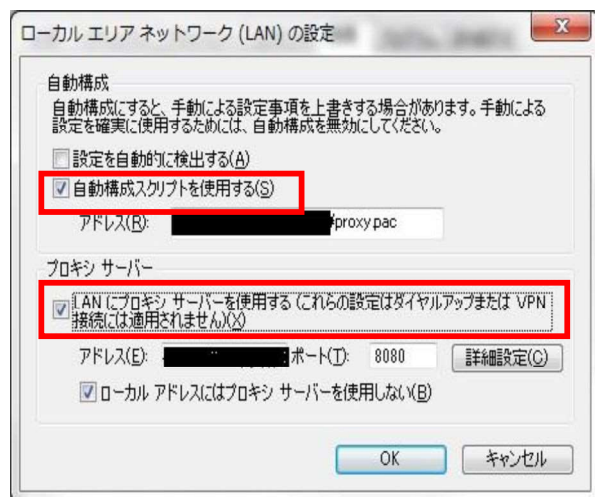 ローカル エリア ネットワーク (LAN) の設定
自動構成
自動構成にすると、手動による設定事項を上書きする場合があります。手動による
設定を確実に使用するためには、自動構成を無効にしてください。
設定を自動的に検出する(A)
自動構成スクリプトを使用する(S)
アドレス(R): /proxy.pac
プロキシ サーバー
LAN にプロキシ サーバーを使用する (これらの設定はダイヤルアップまたは VPN
接続には適用されません)(X)
アドレス(E): ポート(T): 8080 詳細設定(C)
ローカル アドレスにはプロキシ サーバーを使用しない(B)
OK キャンセル